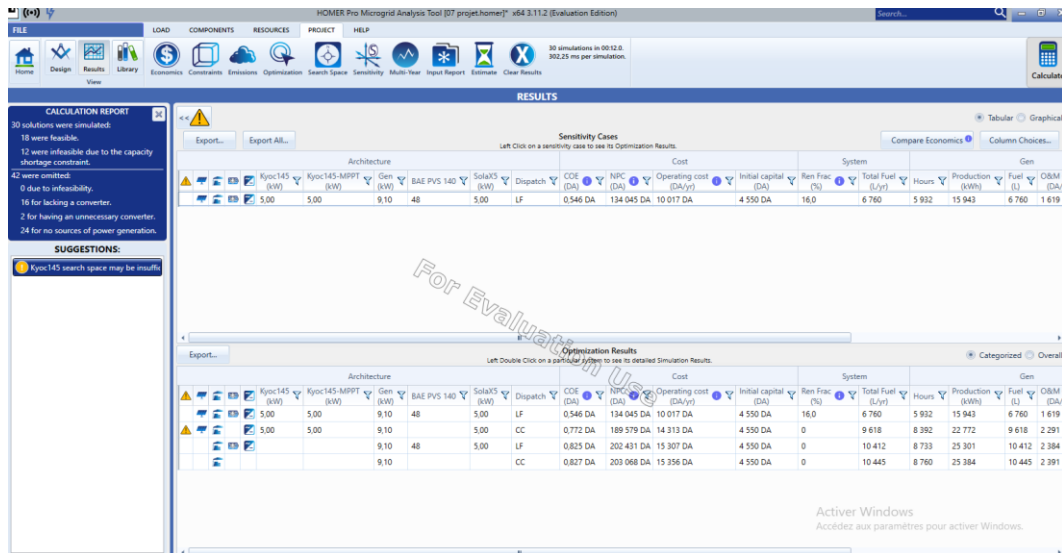 HOMER Pro Microgrid Analysis Tool [07 projet.homer]* x64 3.11.2 (Evaluation Edition)
Search...
FILE
LOAD COMPONENTS RESOURCES PROJECT HELP
Home Design Results Library
View
Economics Constraints Emissions Optimization Search Space Sensitivity Multi-Year Input Report Estimate Clear Results
30 simulations in 00:12.0.
302,25 ms per simulation.
Calculate
RESULTS
CALCULATION REPORT
30 solutions were simulated:
18 were feasible.
12 were infeasible due to the capacity
shortage constraint.
42 were omitted:
0 due to infeasibility.
16 for lacking a converter.
2 for having an unnecessary converter.
24 for no sources of power generation.
SUGGESTIONS:
Kyoc145 search space may be insuffic
<<
Tabular Graphical
Export... Export All...
Sensitivity Cases
Left Click on a sensitivity case to see its Optimization Results.
Compare Economics Column Choices...
Architecture Cost System Gen
Kyoc145 (kW) Kyoc145-MPPT (kW) Gen (kW) BAE PVS 140 SolaX5 (kW) Dispatch COE (DA) NPC (DA) Operating cost (DA/yr) Initial capital (DA) Ren Frac (%) Total Fuel (L/yr) Hours Production (kWh) Fuel (L) O&M (DA/
5,00 5,00 9,10 48 5,00 LF 0,546 DA 134 045 DA 10 017 DA 4 550 DA 16,0 6 760 5 932 15 943 6 760 1 619
For Evaluation Use
Export...
Optimization Results
Left Double Click on a particular system to see its detailed Simulation Results.
Categorized Overall
Architecture Cost System Gen
Kyoc145 (kW) Kyoc145-MPPT (kW) Gen (kW) BAE PVS 140 SolaX5 (kW) Dispatch COE (DA) NPC (DA) Operating cost (DA/yr) Initial capital (DA) Ren Frac (%) Total Fuel (L/yr) Hours Production (kWh) Fuel (L) O&M (DA/
5,00 5,00 9,10 48 5,00 LF 0,546 DA 134 045 DA 10 017 DA 4 550 DA 16,0 6 760 5 932 15 943 6 760 1 619
5,00 5,00 9,10 5,00 CC 0,772 DA 189 579 DA 14 313 DA 4 550 DA 0 9 618 8 392 22 772 9 618 2 291
9,10 48 5,00 LF 0,825 DA 202 431 DA 15 307 DA 4 550 DA 0 10 412 8 733 25 301 10 412 2 384
9,10 CC 0,827 DA 203 068 DA 15 356 DA 4 550 DA 0 10 445 8 760 25 384 10 445 2 391
Activer Windows
Accédez aux paramètres pour activer Windows.